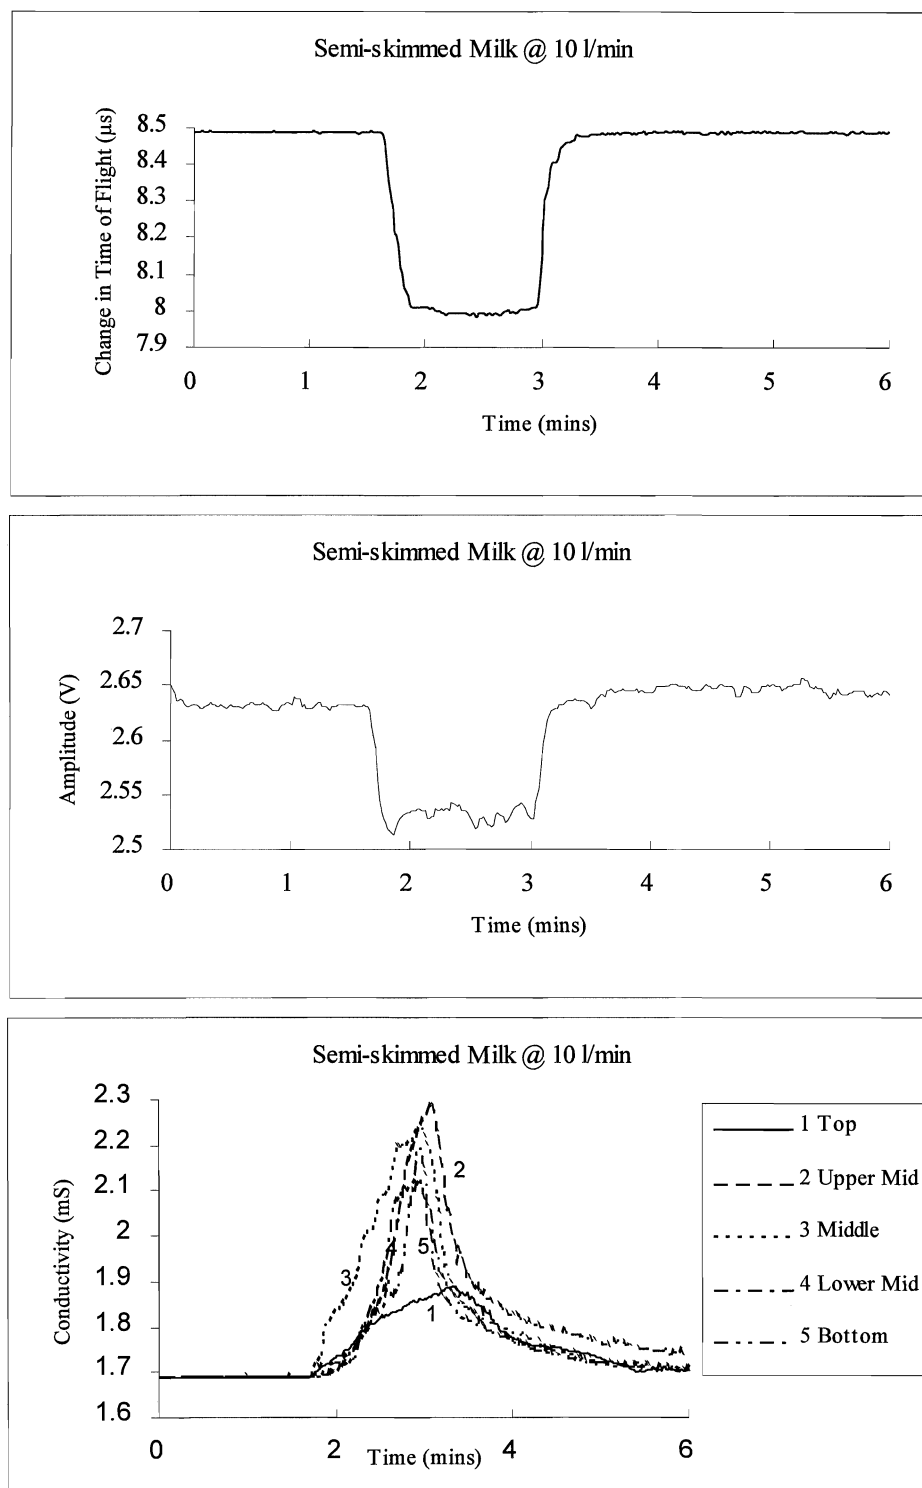 Semi-skimmed Milk @ 10 l/min
Change in Time of Flight (µs)
8.5
8.4
8.3
8.2
8.1
8
7.9
0 1 2 3 4 5 6
Time (mins)
Semi-skimmed Milk @ 10 l/min
Amplitude (V)
2.7
2.65
2.6
2.55
2.5
0 1 2 3 4 5 6
Time (mins)
Semi-skimmed Milk @ 10 l/min
Conductivity (mS)
2.3
2.2
2.1
2
1.9
1.8
1.7
1.6
2
3
4
5
1
0 2 4 6
Time (mins)
1 Top
2 Upper Mid
3 Middle
4 Lower Mid
5 Bottom